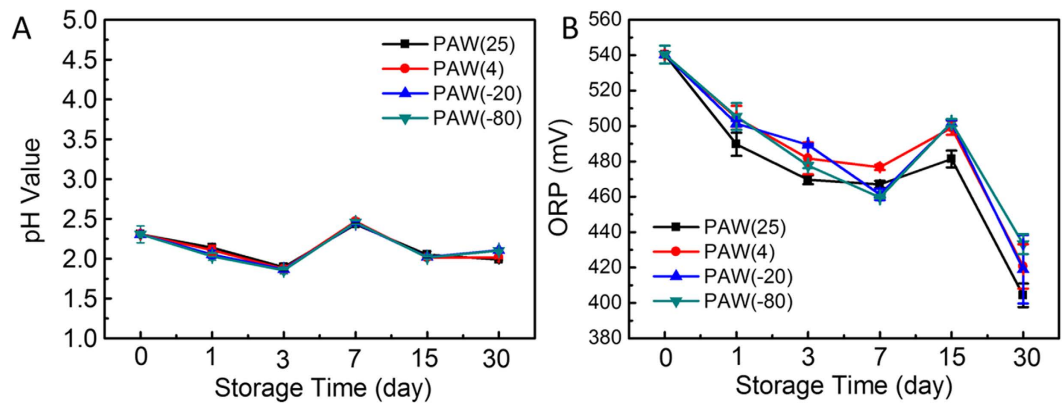 A
pH Value
5.0
4.5
4.0
3.5
3.0
2.5
2.0
1.5
1.0
PAW(25)
PAW(4)
PAW(-20)
PAW(-80)
0 1 3 7 15 30
Storage Time (day)
B
ORP (mV)
560
540
520
500
480
460
440
420
400
380
PAW(25)
PAW(4)
PAW(-20)
PAW(-80)
0 1 3 7 15 30
Storage Time (day)